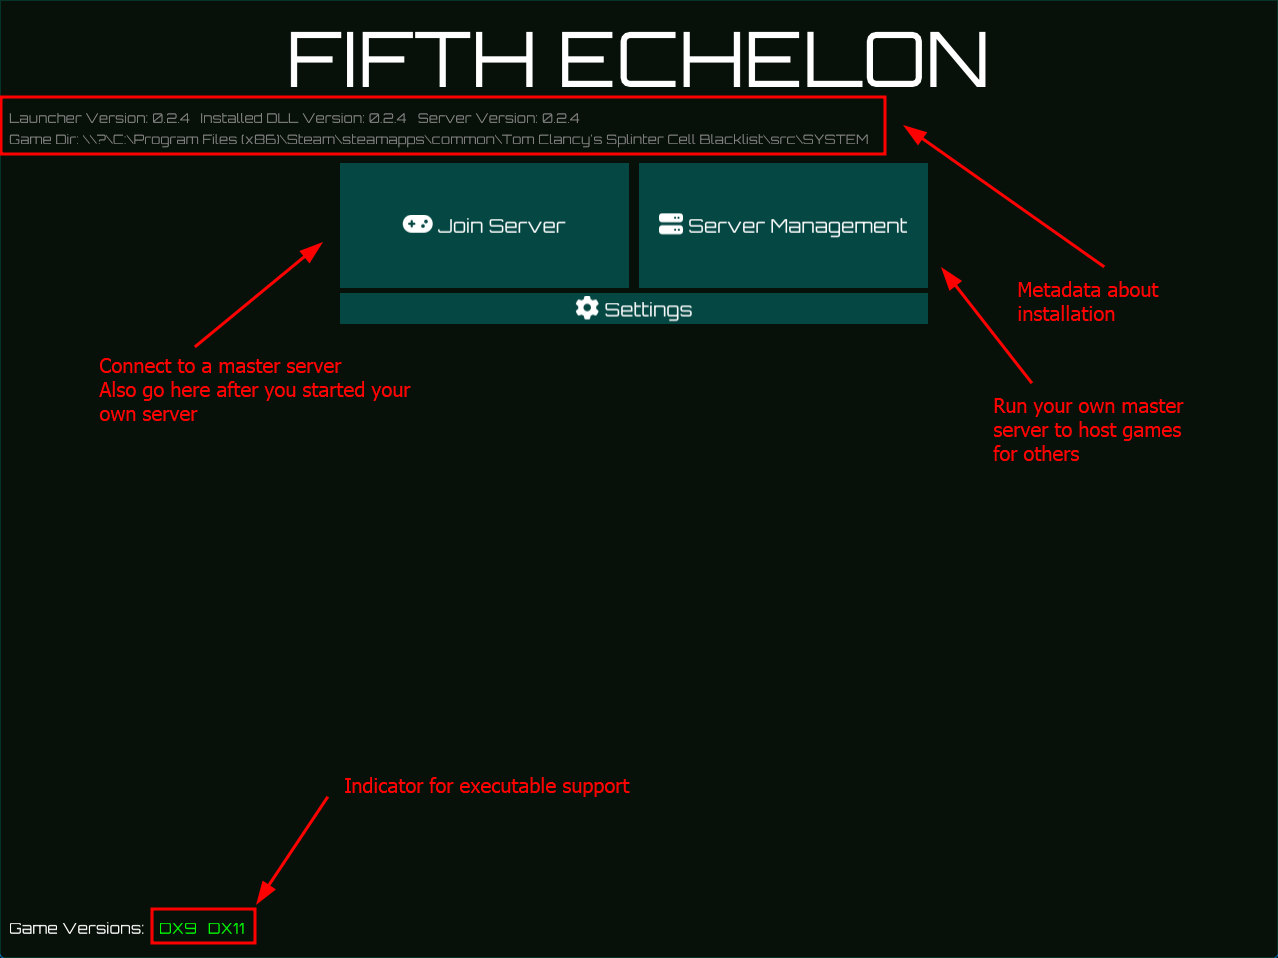 FIFTH ECHELON
Launcher Version: 0.2.4 Installed DLL Version: 0.2.4 Server Version: 0.2.4
Game Dir: \\?\C:\Program Files (x86)\Steam\steamapps\common\Tom Clancy's Splinter Cell Blacklist\src\SYSTEM
Join Server
Server Management
Settings
Metadata about
installation
Connect to a master server
Also go here after you started your
own server
Run your own master
server to host games
for others
Indicator for executable support
Game Versions: DX9 DX11